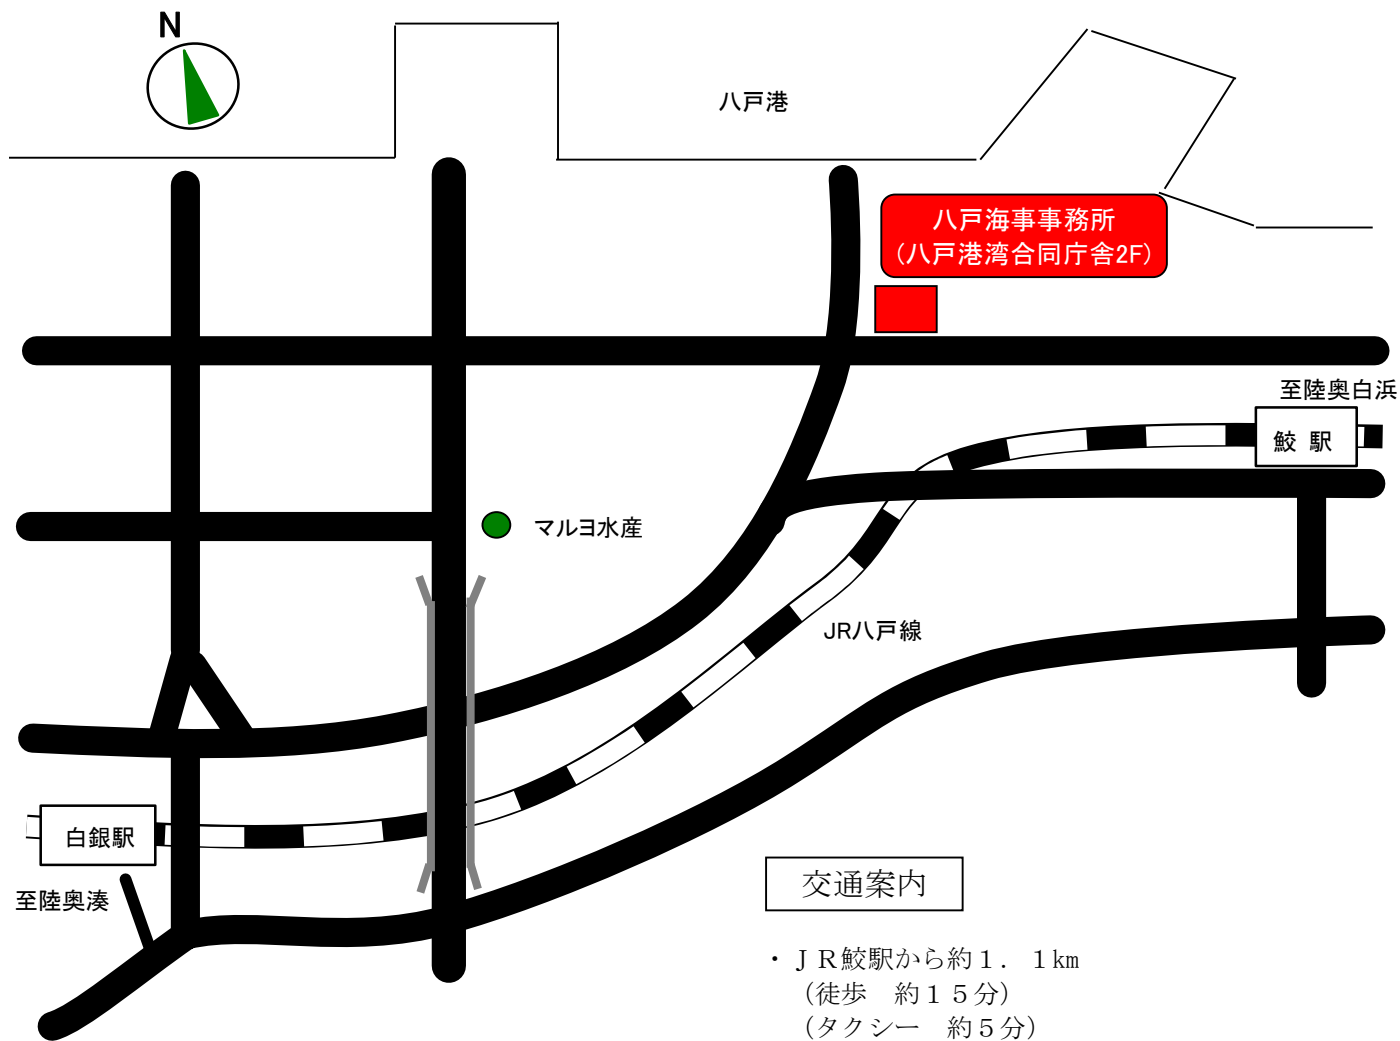 N
八戸港
八戸海事事務所
(八戸港湾合同庁舎2F)
至陸奥白浜
鮫 駅
マルヨ水産
JR八戸線
白銀駅
至陸奥湊
交通案内
・ＪＲ鮫駅から約１．１㎞
(徒歩　約１５分)
(タクシー　約５分)